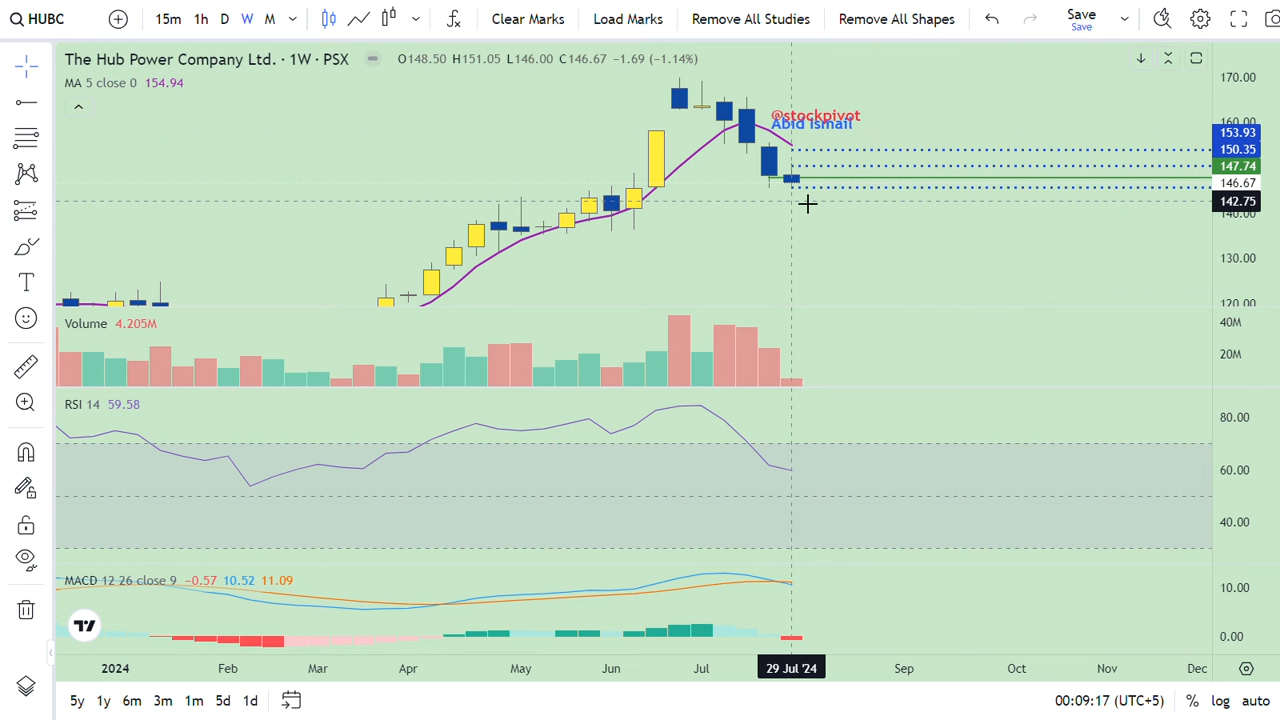 HUBC 15m 1h D W M Clear Marks Load Marks Remove All Studies Remove All Shapes Save
Save
The Hub Power Company Ltd. · 1W · PSX O148.50 H151.05 L146.00 C146.67 −1.69 (−1.14%)
MA 5 close 0 154.94
170.00
160.00
@stockpivot
Abid Ismail
153.93
150.35
147.74
146.67
142.75
140.00
130.00
120.00
Volume 4.205M
40M
20M
RSI 14 59.58
80.00
60.00
40.00
MACD 12 26 close 9 −0.57 10.52 11.09
10.00
0.00
2024 Feb Mar Apr May Jun Jul 29 Jul '24 Sep Oct Nov Dec
5y 1y 6m 3m 1m 5d 1d 00:09:17 (UTC+5) % log auto